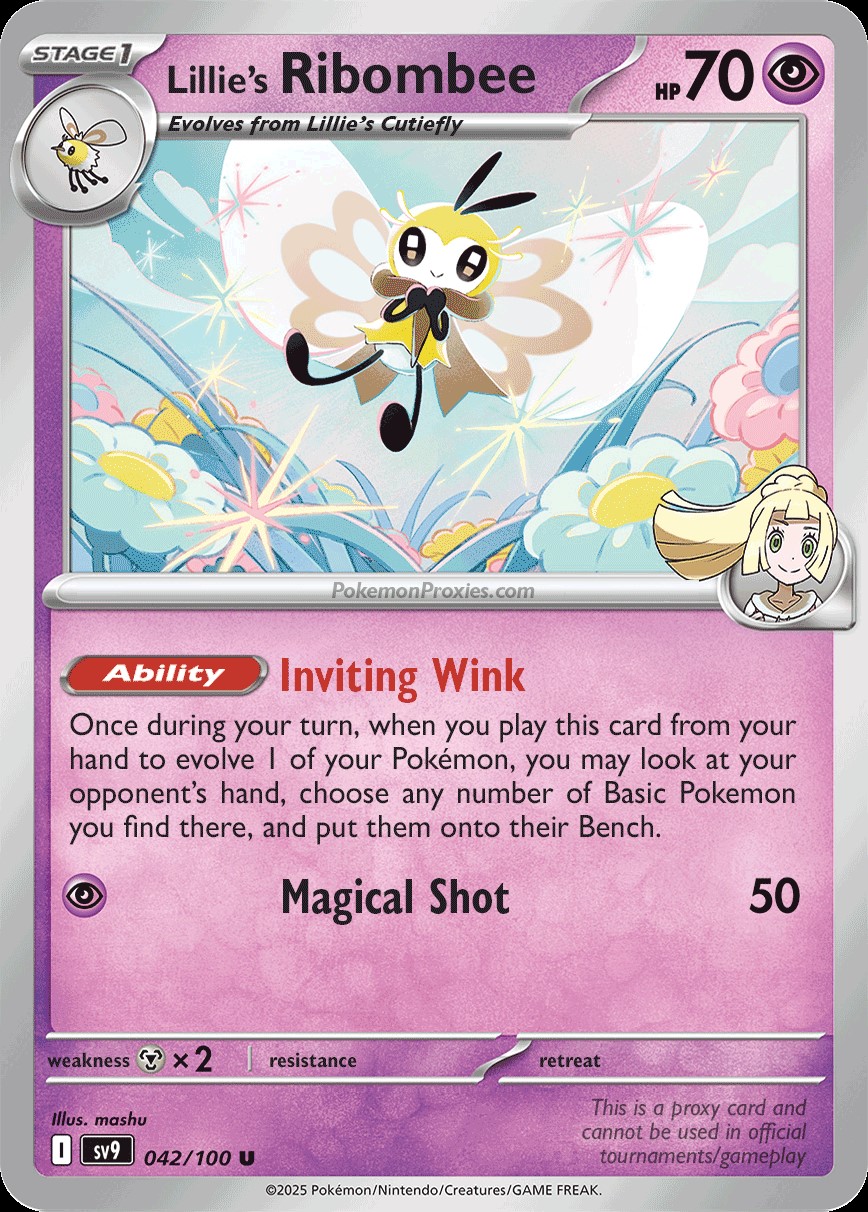 STAGE 1
Lillie's Ribombee
HP 70
Evolves from Lillie's Cutiefly
PokemonProxies.com
Ability Inviting Wink
Once during your turn, when you play this card from your
hand to evolve 1 of your Pokémon, you may look at your
opponent's hand, choose any number of Basic Pokemon
you find there, and put them onto their Bench.
Magical Shot 50
weakness ×2 resistance retreat
Illus. mashu
I sv9 042/100 U
This is a proxy card and
cannot be used in official
tournaments/gameplay
©2025 Pokémon/Nintendo/Creatures/GAME FREAK.